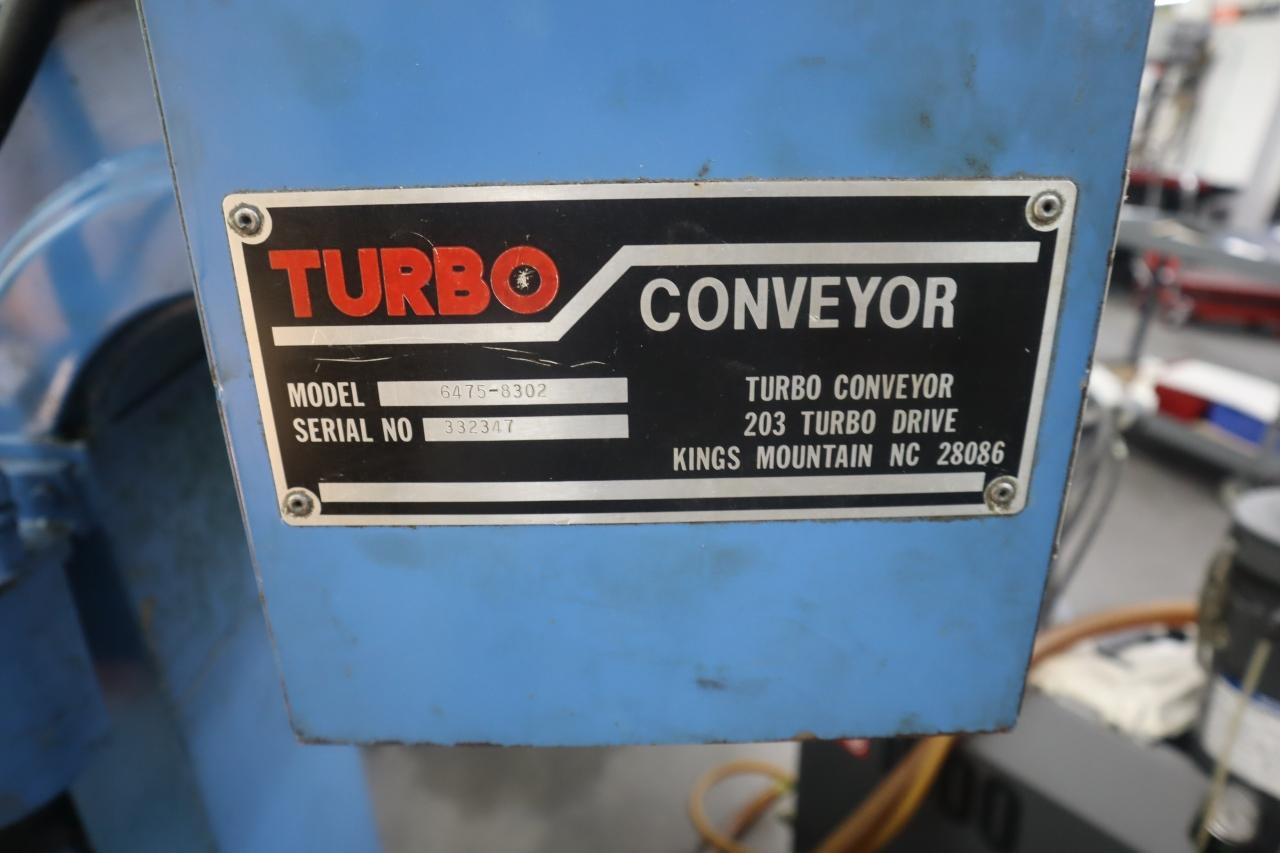 TURBO
CONVEYOR
MODEL 6475-8302
SERIAL NO 332347
TURBO CONVEYOR
203 TURBO DRIVE
KINGS MOUNTAIN NC 28086